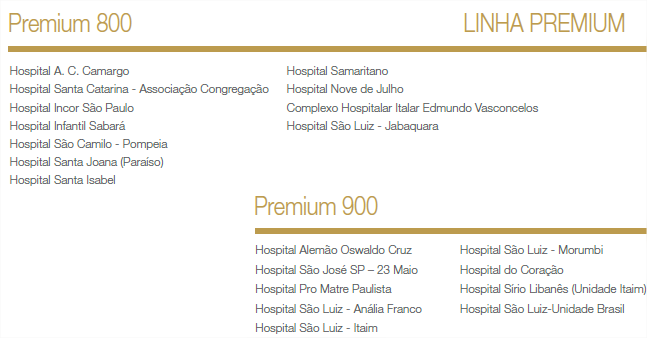 Premium 800
LINHA PREMIUM
Hospital A. C. Camargo
Hospital Santa Catarina - Associação Congregação
Hospital Incor São Paulo
Hospital Infantil Sabará
Hospital São Camilo - Pompeia
Hospital Santa Joana (Paraíso)
Hospital Santa Isabel
Hospital Samaritano
Hospital Nove de Julho
Complexo Hospitalar Italar Edmundo Vasconcelos
Hospital São Luiz - Jabaquara
Premium 900
Hospital Alemão Oswaldo Cruz
Hospital São José SP – 23 Maio
Hospital Pro Matre Paulista
Hospital São Luiz - Anália Franco
Hospital São Luiz - Itaim
Hospital São Luiz - Morumbi
Hospital do Coração
Hospital Sírio Libanês (Unidade Itaim)
Hospital São Luiz-Unidade Brasil